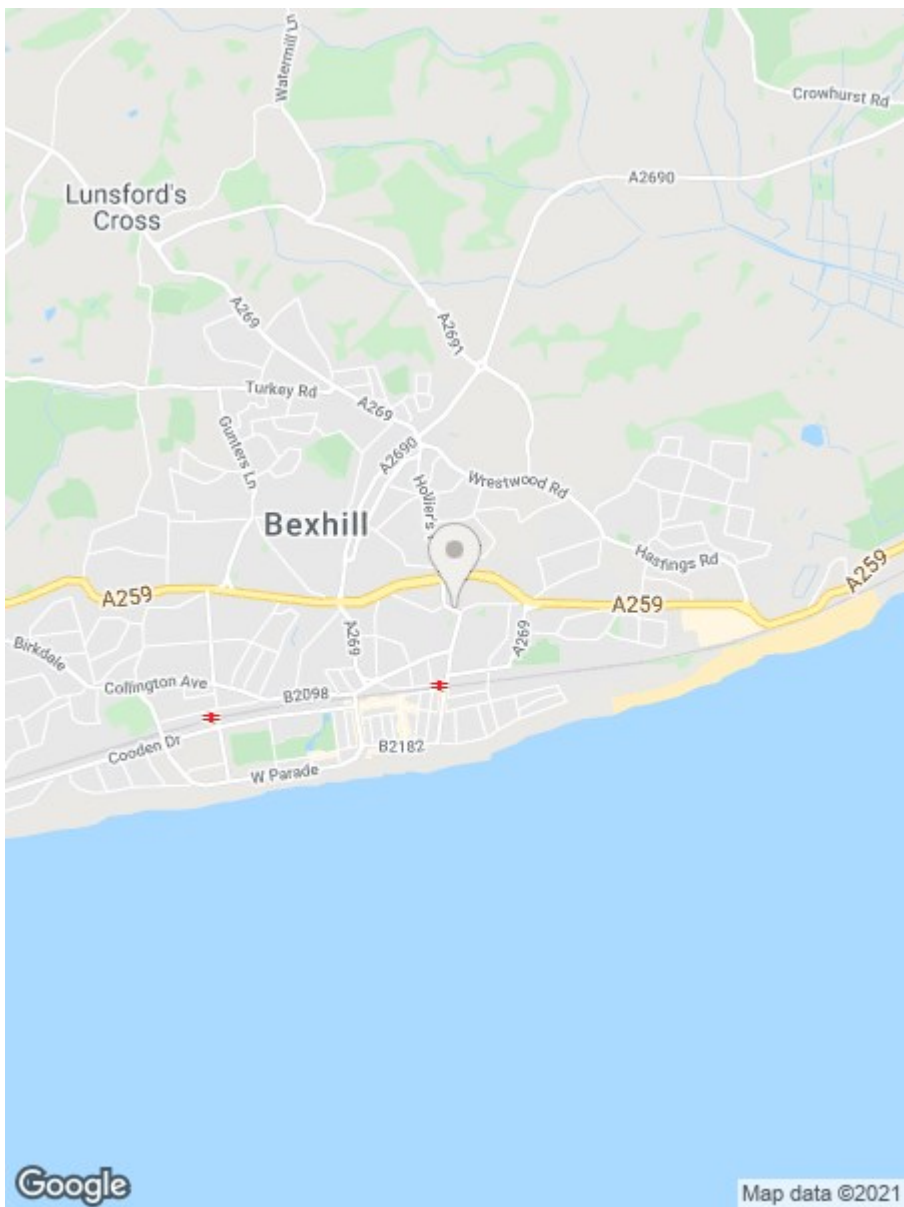 Watermill Ln
Crowhurst Rd
A2690
Lunsford's
Cross
A269
A2691
Turkey Rd
A269
Gunters Ln
A2690
Wrestwood Rd
Hollier's
Bexhill
Hastings Rd
A259
A259
A259
A269
A269
Birkdale
Collington Ave
B2098
Cooden Dr
B2182
W Parade
Google
Map data ©2021